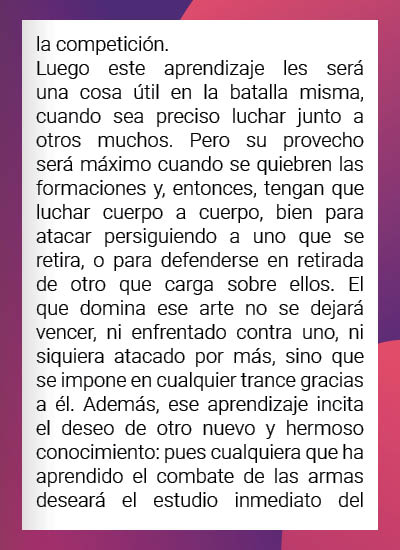 la competición.
Luego este aprendizaje les será
una cosa útil en la batalla misma,
cuando sea preciso luchar junto a
otros muchos. Pero su provecho
será máximo cuando se quiebren las
formaciones y, entonces, tengan que
luchar cuerpo a cuerpo, bien para
atacar persiguiendo a uno que se
retira, o para defenderse en retirada
de otro que carga sobre ellos. El
que domina ese arte no se dejará
vencer, ni enfrentado contra uno, ni
siquiera atacado por más, sino que
se impone en cualquier trance gracias
a él. Además, ese aprendizaje incita
el deseo de otro nuevo y hermoso
conocimiento: pues cualquiera que ha
aprendido el combate de las armas
deseará el estudio inmediato del